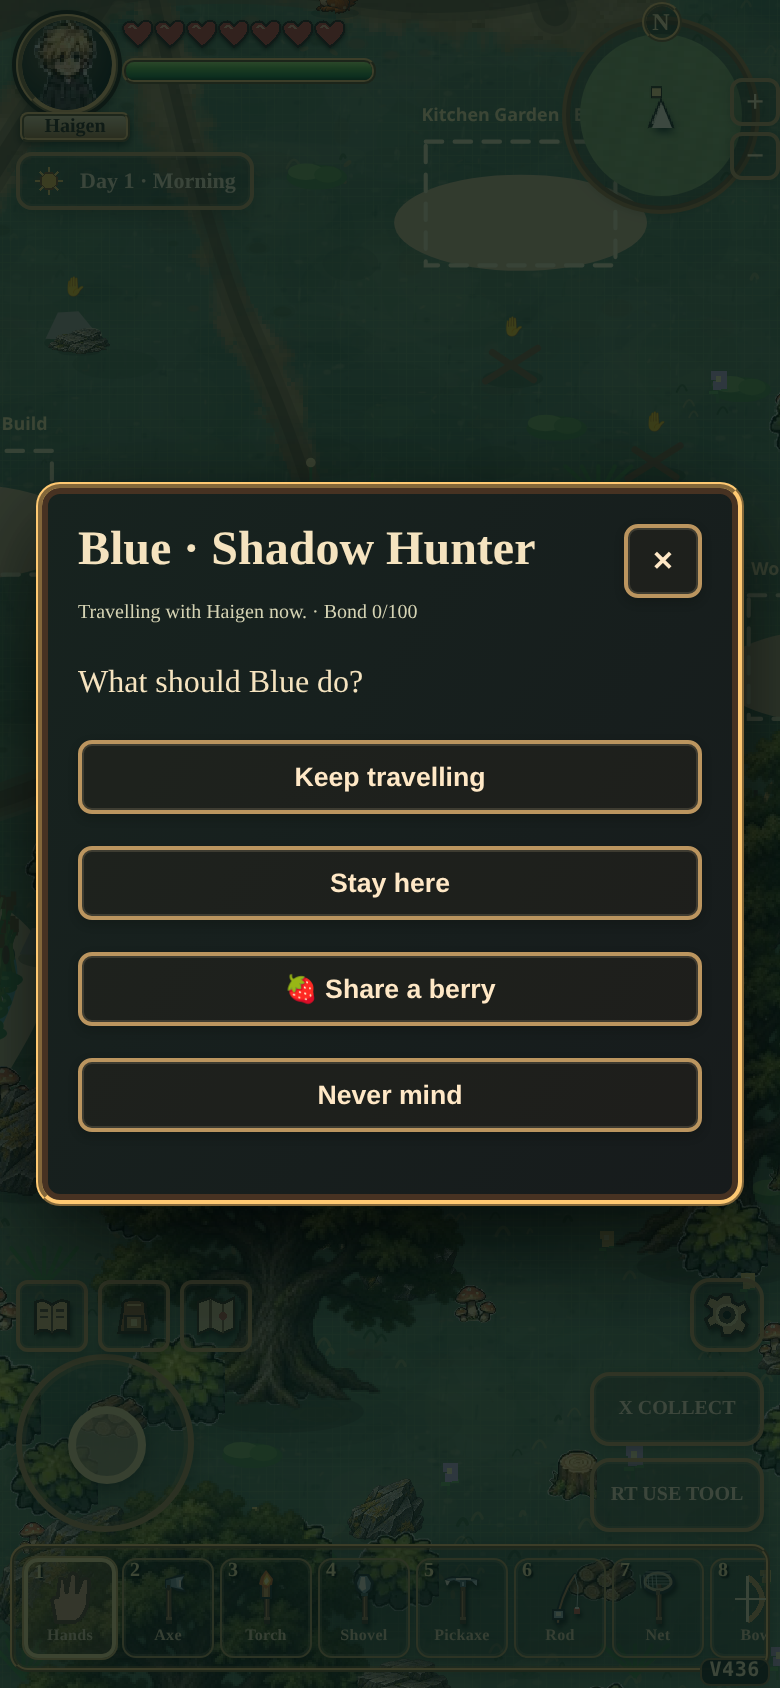 N
Haigen
Day 1 · Morning
Kitchen Garden
+
−
Build
Blue · Shadow Hunter
×
Travelling with Haigen now. · Bond 0/100
What should Blue do?
Keep travelling
Stay here
🍓 Share a berry
Never mind
X COLLECT
RT USE TOOL
1 Hands
2 Axe
3 Torch
4 Shovel
5 Pickaxe
6 Rod
7 Net
8 Bow
V436